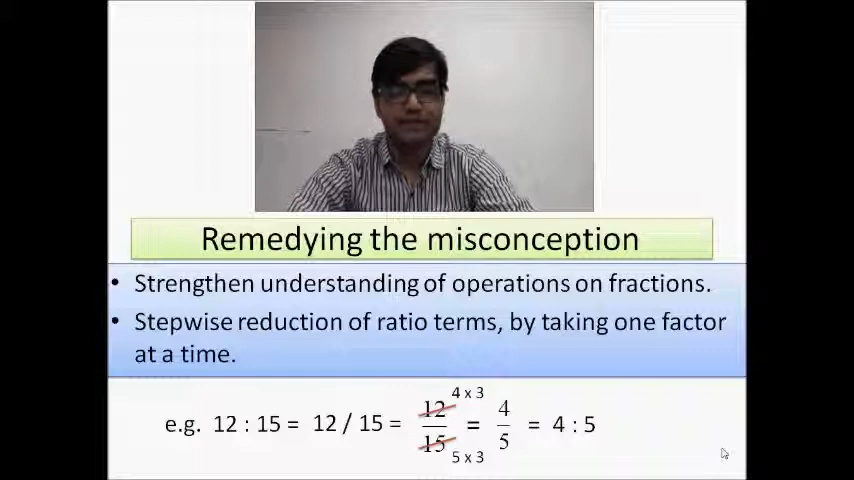 Remedying the misconception
• Strengthen understanding of operations on fractions.
• Stepwise reduction of ratio terms, by taking one factor
at a time.
4 x 3
e.g. 12 : 15 = 12 / 15 = 12/15 = 4/5 = 4 : 5
5 x 3